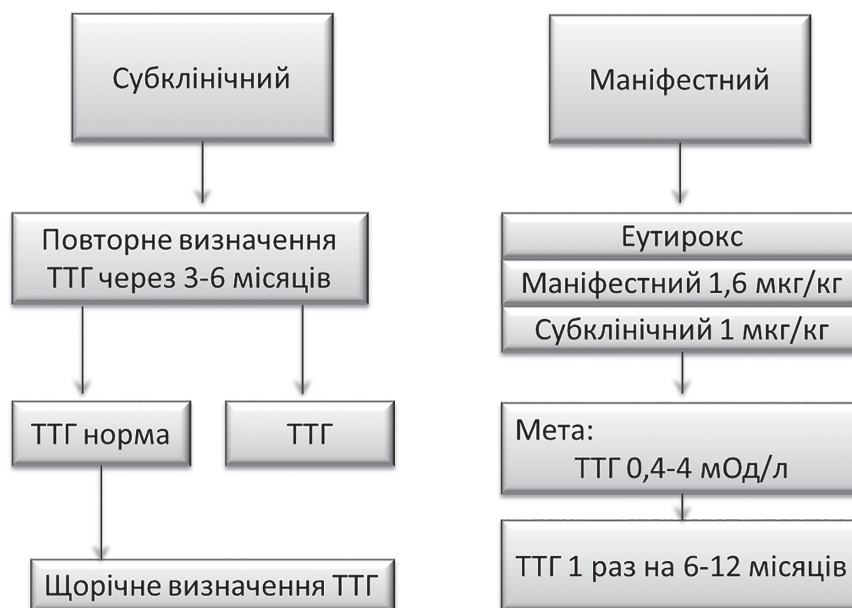 Субклінічний
Повторне визначення
ТТГ через 3-6 місяців
ТТГ норма
ТТГ
Щорічне визначення ТТГ
Маніфестний
Еутирокс
Маніфестний 1,6 мкг/кг
Субклінічний 1 мкг/кг
Мета:
ТТГ 0,4-4 мОд/л
ТТГ 1 раз на 6-12 місяців